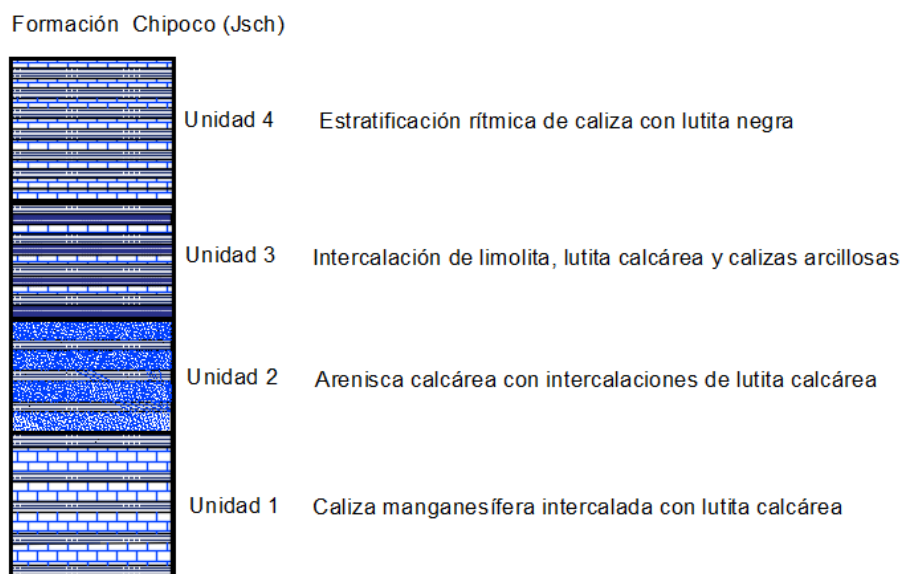 Formación Chipoco (Jsch)
Unidad 4 Estratificación rítmica de caliza con lutita negra
Unidad 3 Intercalación de limolita, lutita calcárea y calizas arcillosas
Unidad 2 Arenisca calcárea con intercalaciones de lutita calcárea
Unidad 1 Caliza manganesífera intercalada con lutita calcárea